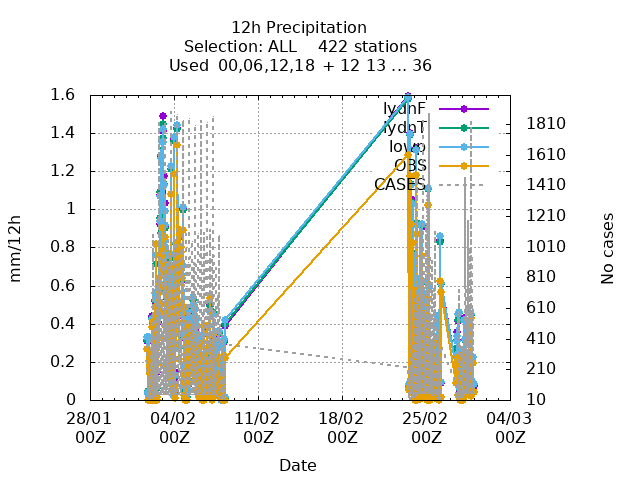 12h Precipitation
Selection: ALL 422 stations
Used 00,06,12,18 + 12 13 ... 36
mm/12h
1.6
1.4
1.2
1
0.8
0.6
0.4
0.2
0
lydnF
lydnT
OBS
CASES
1810
1610
1410
1210
1010
810
610
410
210
10
No cases
28/01 04/02 11/02 18/02 25/02 04/03
00Z 00Z 00Z 00Z 00Z 00Z
Date